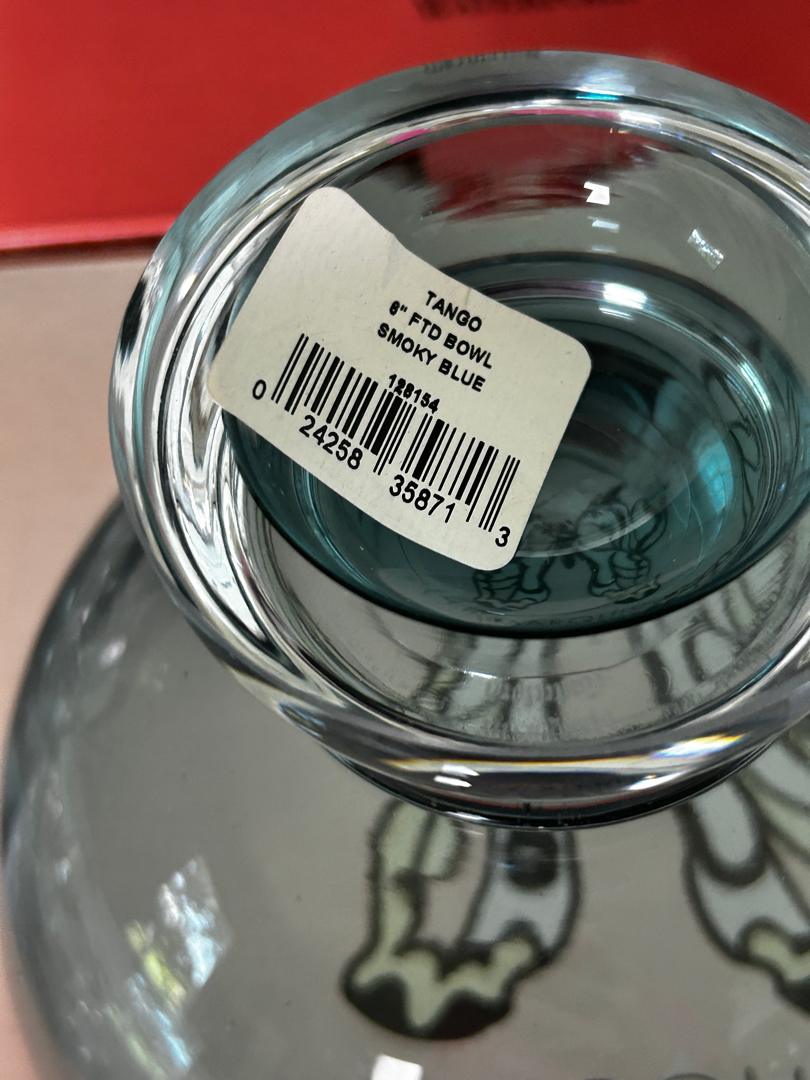 TANGO
6" FTD BOWL
SMOKY BLUE
128154
0 24258 35871 3